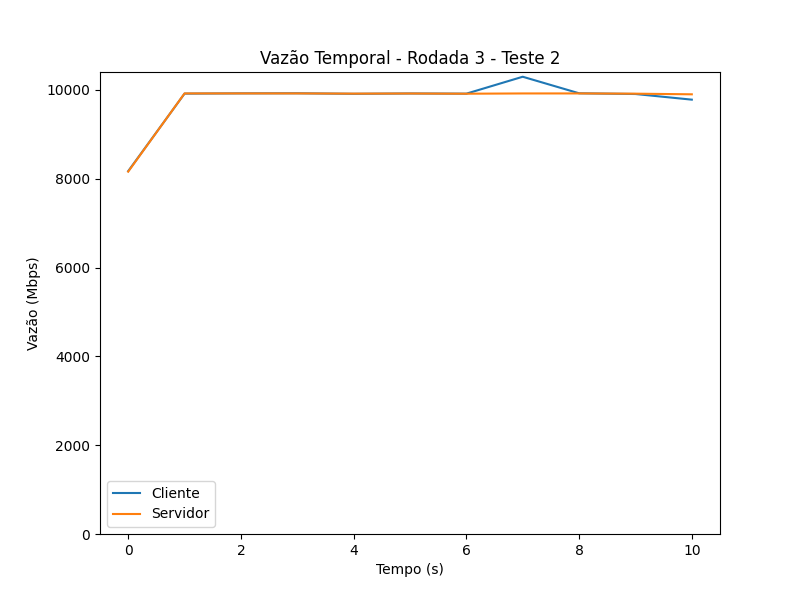 Vazão Temporal - Rodada 3 - Teste 2
Vazão (Mbps)
10000
8000
6000
4000
2000
0
Cliente
Servidor
0 2 4 6 8 10
Tempo (s)